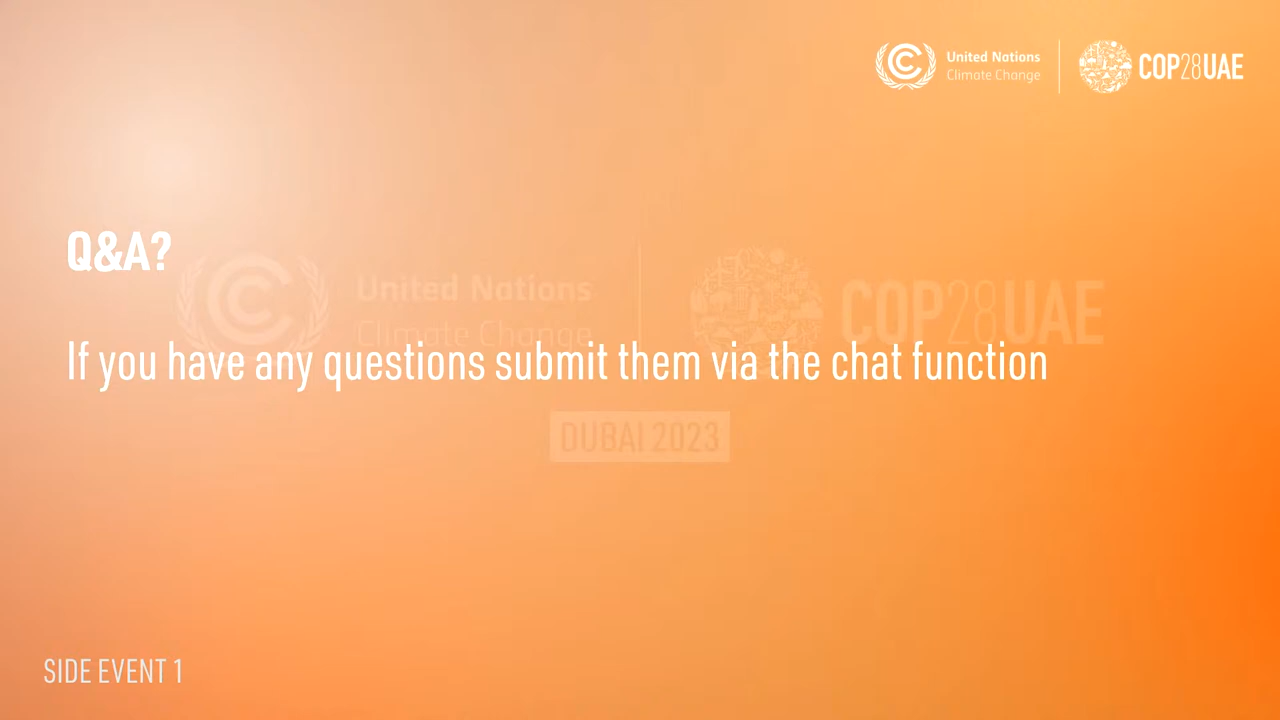 United Nations
Climate Change
COP28UAE
Q&A?
United Nations
Climate Change
COP28UAE
If you have any questions submit them via the chat function
DUBAI 2023
SIDE EVENT 1